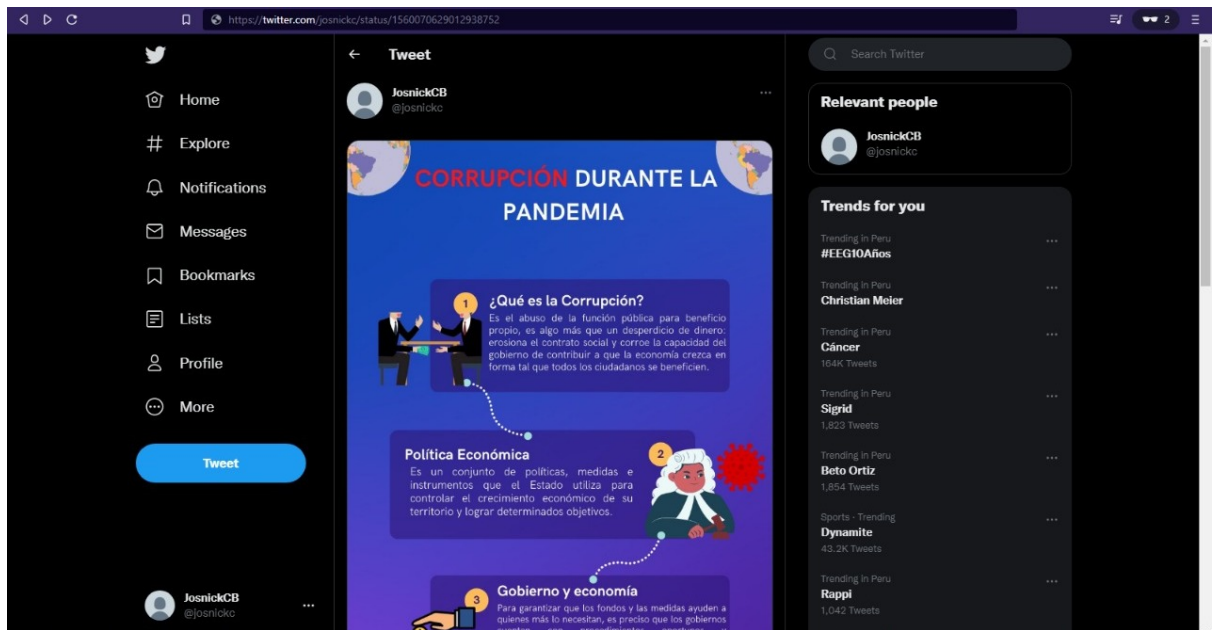 https://twitter.com/josnickc/status/1560070629012938752
2
Home
Explore
Notifications
Messages
Bookmarks
Lists
Profile
More
Tweet
JosnickCB
@josnickc
Tweet
JosnickCB
@josnickc
CORRUPCIÓN DURANTE LA
PANDEMIA
1
¿Qué es la Corrupción?
Es el abuso de la función pública para beneficio
propio, es algo más que un desperdicio de dinero:
erosiona el contrato social y corroe la capacidad del
gobierno de contribuir a que la economía crezca en
forma tal que todos los ciudadanos se beneficien.
Política Económica
2
Es un conjunto de políticas, medidas e
instrumentos que el Estado utiliza para
controlar el crecimiento económico de su
territorio y lograr determinados objetivos.
3
Gobierno y economía
Para garantizar que los fondos y las medidas ayuden a
quienes más lo necesitan, es preciso que los gobiernos
Search Twitter
Relevant people
JosnickCB
@josnickc
Trends for you
Trending in Peru
#EEG10Años
Trending in Peru
Christian Meier
Trending in Peru
Cáncer
164K Tweets
Trending in Peru
Sigrid
1,823 Tweets
Trending in Peru
Beto Ortiz
1,854 Tweets
Sports · Trending
Dynamite
43.2K Tweets
Trending in Peru
Rappi
1,042 Tweets